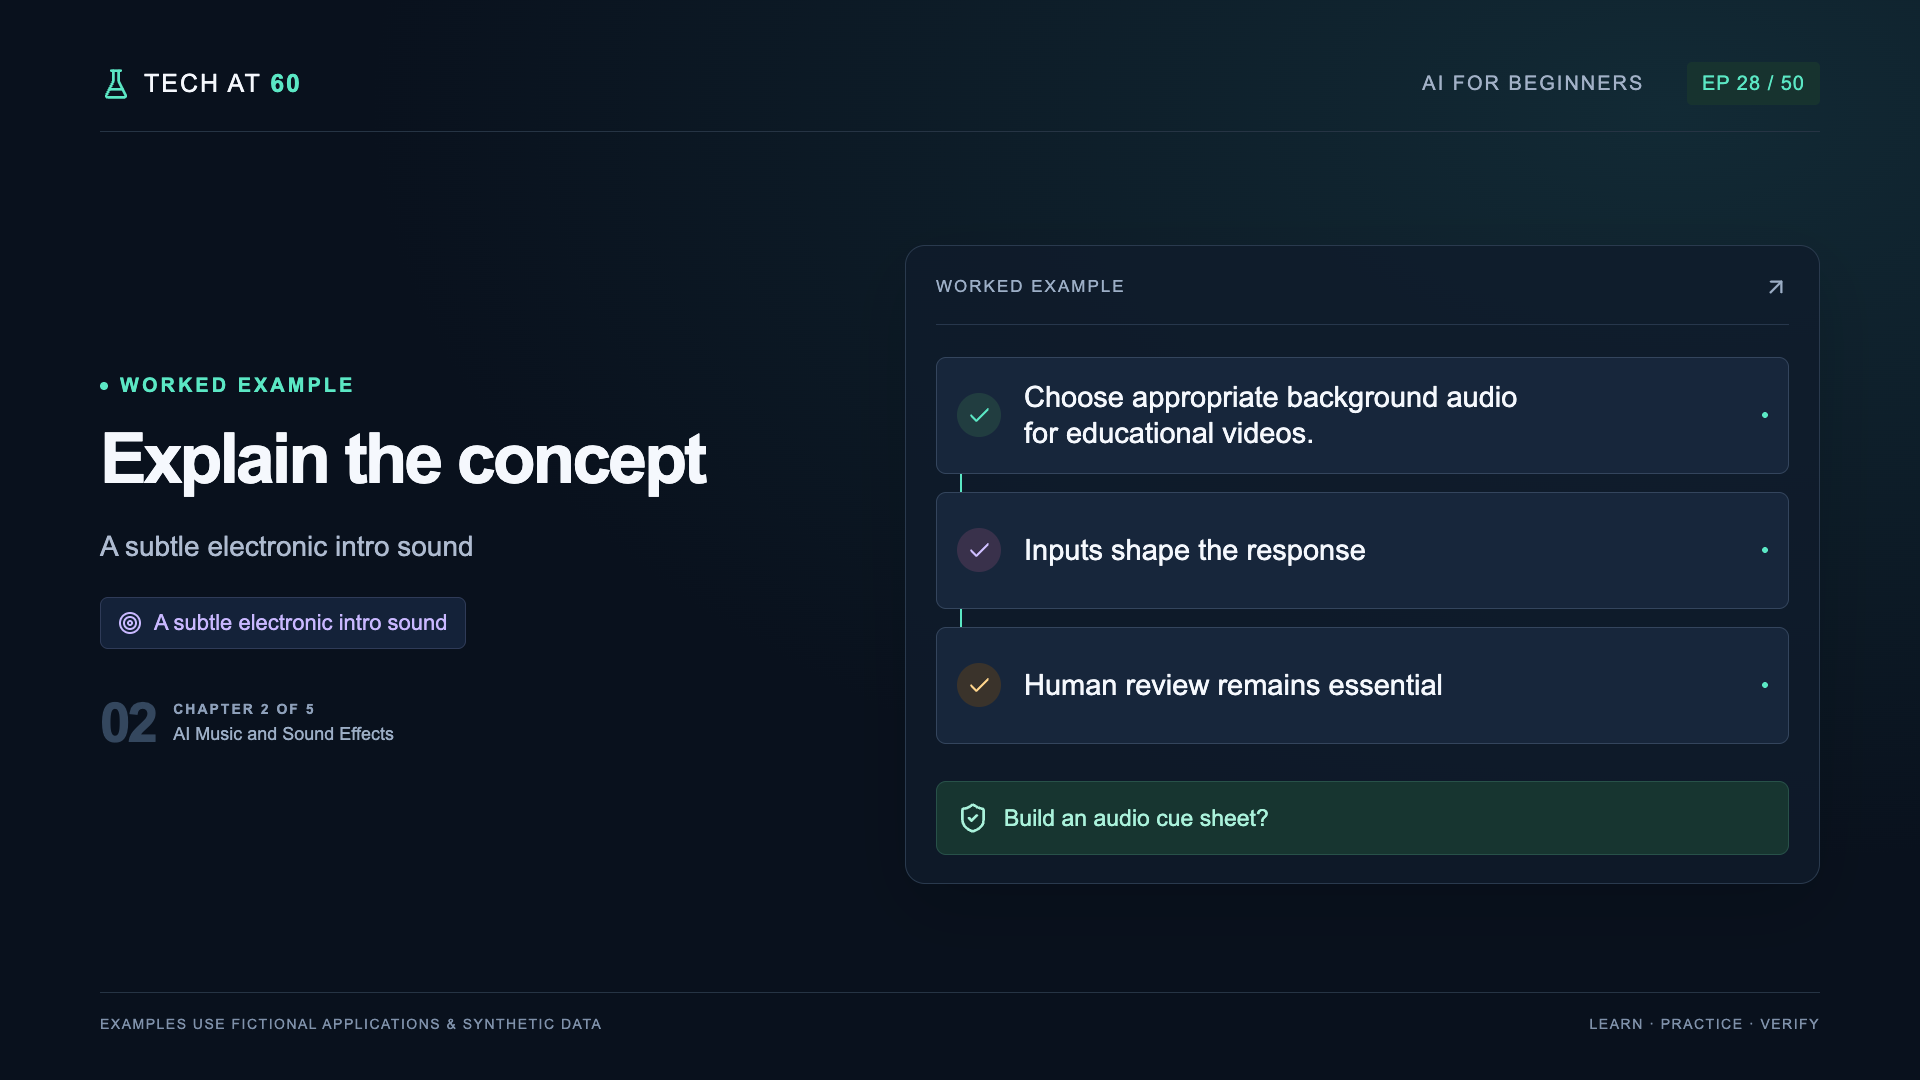 TECH AT 60
AI FOR BEGINNERS
EP 28 / 50
WORKED EXAMPLE
Explain the concept
A subtle electronic intro sound
A subtle electronic intro sound
02
CHAPTER 2 OF 5
AI Music and Sound Effects
WORKED EXAMPLE
Choose appropriate background audio
for educational videos.
Inputs shape the response
Human review remains essential
Build an audio cue sheet?
EXAMPLES USE FICTIONAL APPLICATIONS & SYNTHETIC DATA
LEARN · PRACTICE · VERIFY